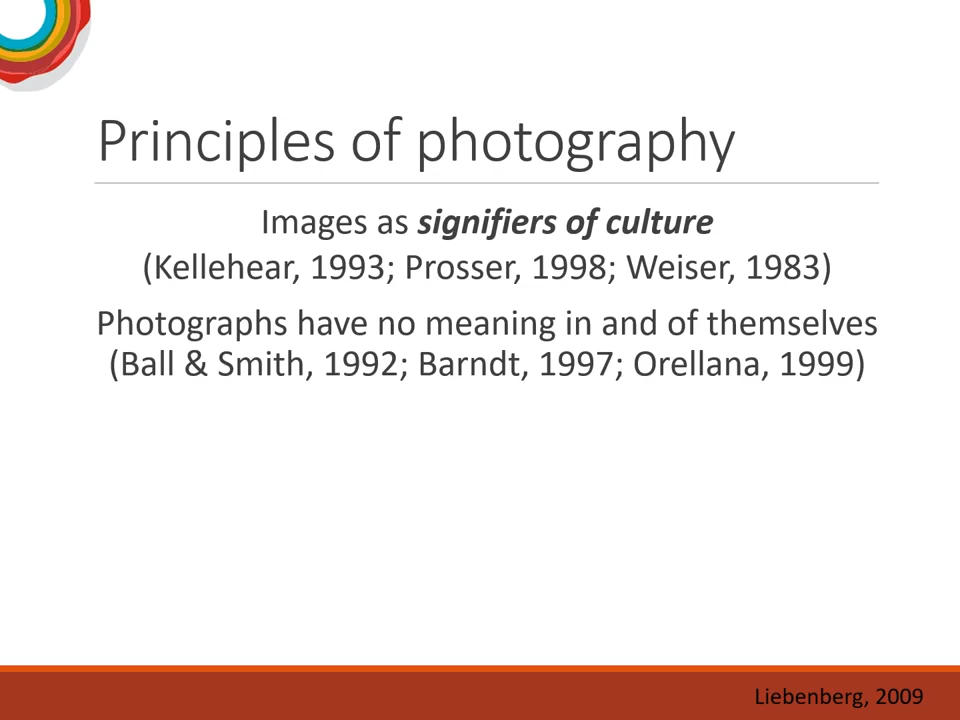 Principles of photography
Images as signifiers of culture
(Kellehear, 1993; Prosser, 1998; Weiser, 1983)
Photographs have no meaning in and of themselves
(Ball & Smith, 1992; Barndt, 1997; Orellana, 1999)
Liebenberg, 2009